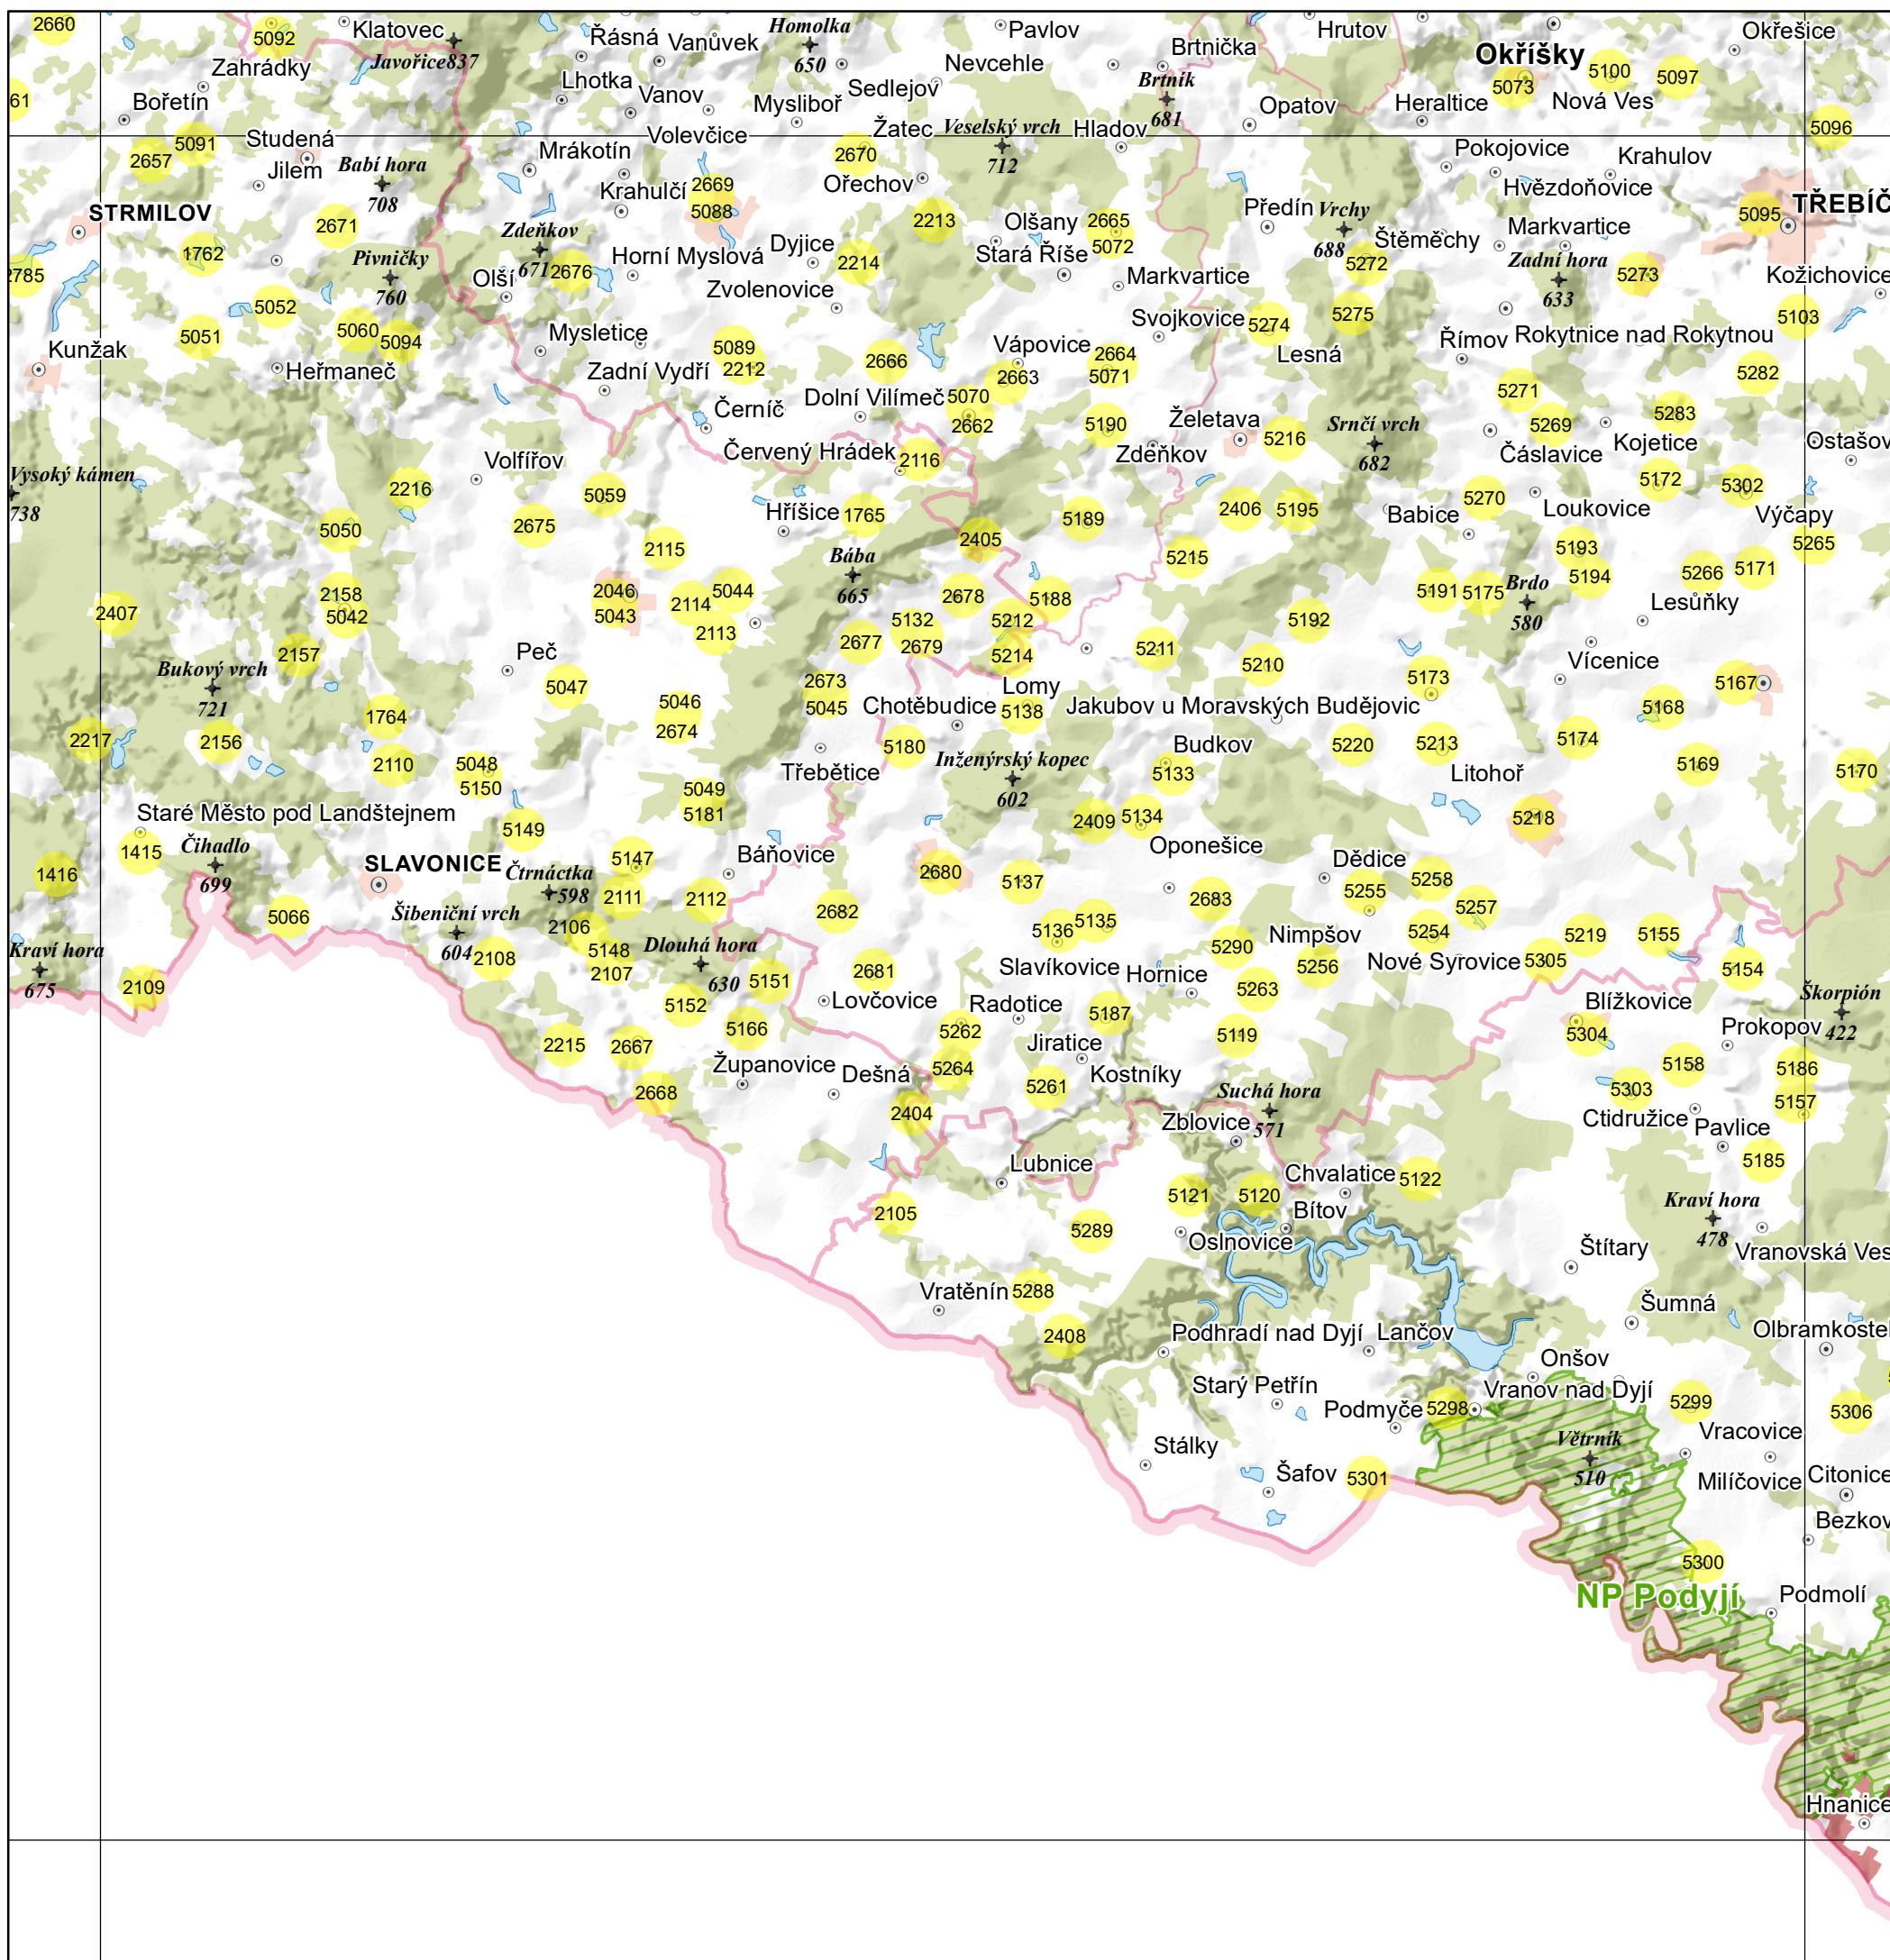 2660
5092
Klatovec
Javořice837
Řásná
Vanůvek
Homolka
650
Pavlov
Nevcehle
Brtnička
Hrutov
Okříšky
Okřešice
Zahrádky
Lhotka
Vanov
Mysliboř
Sedlejov
Brtník
681
Opatov
Heraltice
5073
5100
Nová Ves
5097
61
Bořetín
5091
2657
Studená
Jilem
Babí hora
708
Mrákotín
Volevčice
Žatec
2670
Veselský vrch
712
Hladov
Pokojovice
Krahulov
5096
STRMILOV
2671
Krahulčí
2669
5088
Ořechov
2213
Olšany
2665
5072
Předín
Vrchy
688
Hvězdoňovice
5095
TŘEBÍČ
1762
2785
Pivničky
760
Zdeňkov
671
2676
Olší
Horní Myslová
Dyjice
2214
Stará Říše
Markvartice
Štěměchy
5272
Markvartice
Zadní hora
633
5273
Kožichovice
5052
5051
5060
5094
Zvolenovice
Svojkovice
5274
Lesná
5275
Římov
Rokytnice nad Rokytnou
5103
Kunžak
Heřmaneč
Mysletice
Zadní Vydří
5089
2212
2666
Vápovice
2663
2664
5071
5282
5271
Černíč
Dolní Vilímeč
5070
2662
5190
Želetava
5216
Srnčí vrch
682
5269
Čáslavice
5283
Kojetice
Ostašov
Vysoký kámen
738
2216
Volfířov
5059
Červený Hrádek
2116
Zdeňkov
5172
5302
5050
2675
2115
Hříšice
1765
2405
5189
2406
5195
Babice
5270
Loukovice
Výčapy
5265
Bába
665
5215
5193
5194
5266
5171
2407
2158
5042
2046
5043
2114
5044
2113
2678
5188
5191
5175
Brdo
580
Lesůňky
2157
Peč
5132
2677
2679
5212
5214
5211
5192
5210
Vícenice
Bukový vrch
721
5047
2673
5045
Lomy
5138
Jakubov u Moravských Budějovic
5173
5167
5168
2217
2156
1764
5046
2674
Chotěbudice
5180
5220
5213
5174
2110
5048
5150
Třebětice
Inženýrský kopec
602
Budkov
5133
Litohoř
5169
5170
Staré Město pod Landštejnem
5149
5049
5181
2409
5134
Oponešice
5218
1415
1416
Čihadlo
699
SLAVONICE
Čtrnáctka
598
5147
2111
Báňovice
2680
5137
Dědice
5255
5258
5066
Šibeniční vrch
604
2106
2112
2682
2683
5257
2108
5148
2107
Dlouhá hora
630
5136
5135
5290
Nimpšov
5254
5219
5155
Kraví hora
675
2109
5151
2681
Slavíkovice
Hornice
5256
Nové Syrovice
5305
5154
5152
Lovčovice
Radotice
5187
5263
Blížkovice
Škorpión
422
2215
2667
5166
5262
Jiratice
5119
5304
Prokopov
2668
Županovice
Dešná
5264
5261
Kostníky
5158
5186
2404
Suchá hora
571
5303
Ctidružice
5157
Zblovice
Pavlice
Lubnice
5121
5120
Chvalatice
5122
5185
2105
5289
Oslnovice
Bítov
Kraví hora
478
Štítary
Vranovská Ves
Vratěnín
5288
Šumná
2408
Podhradí nad Dyjí
Lančov
Olbramkostel
Onšov
Starý Petřín
Vranov nad Dyjí
Podmyče
5298
5299
5306
Vracovice
Stálky
Šafov
5301
Větrník
510
Milíčovice
Citonice
Bezkov
5300
NP Podyjí
Podmolí
Hnanice